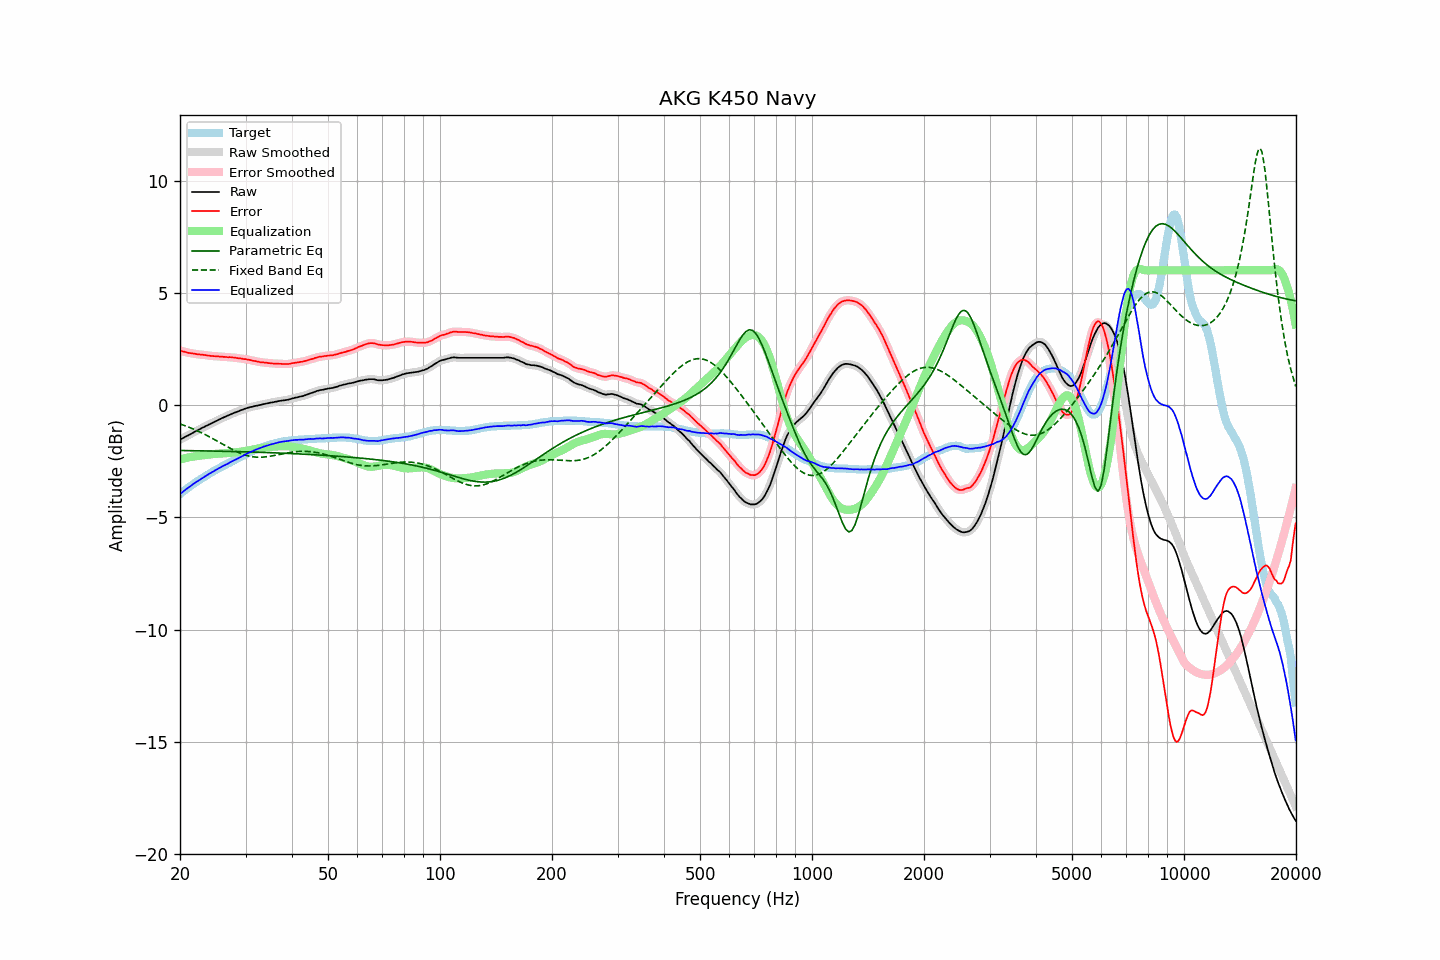 AKG K450 Navy
Target
Raw Smoothed
Error Smoothed
Raw
Error
Equalization
Parametric Eq
Fixed Band Eq
Equalized
10
5
0
−5
−10
−15
−20
Amplitude (dBr)
20 50 100 200 500 1000 2000 5000 10000 20000
Frequency (Hz)